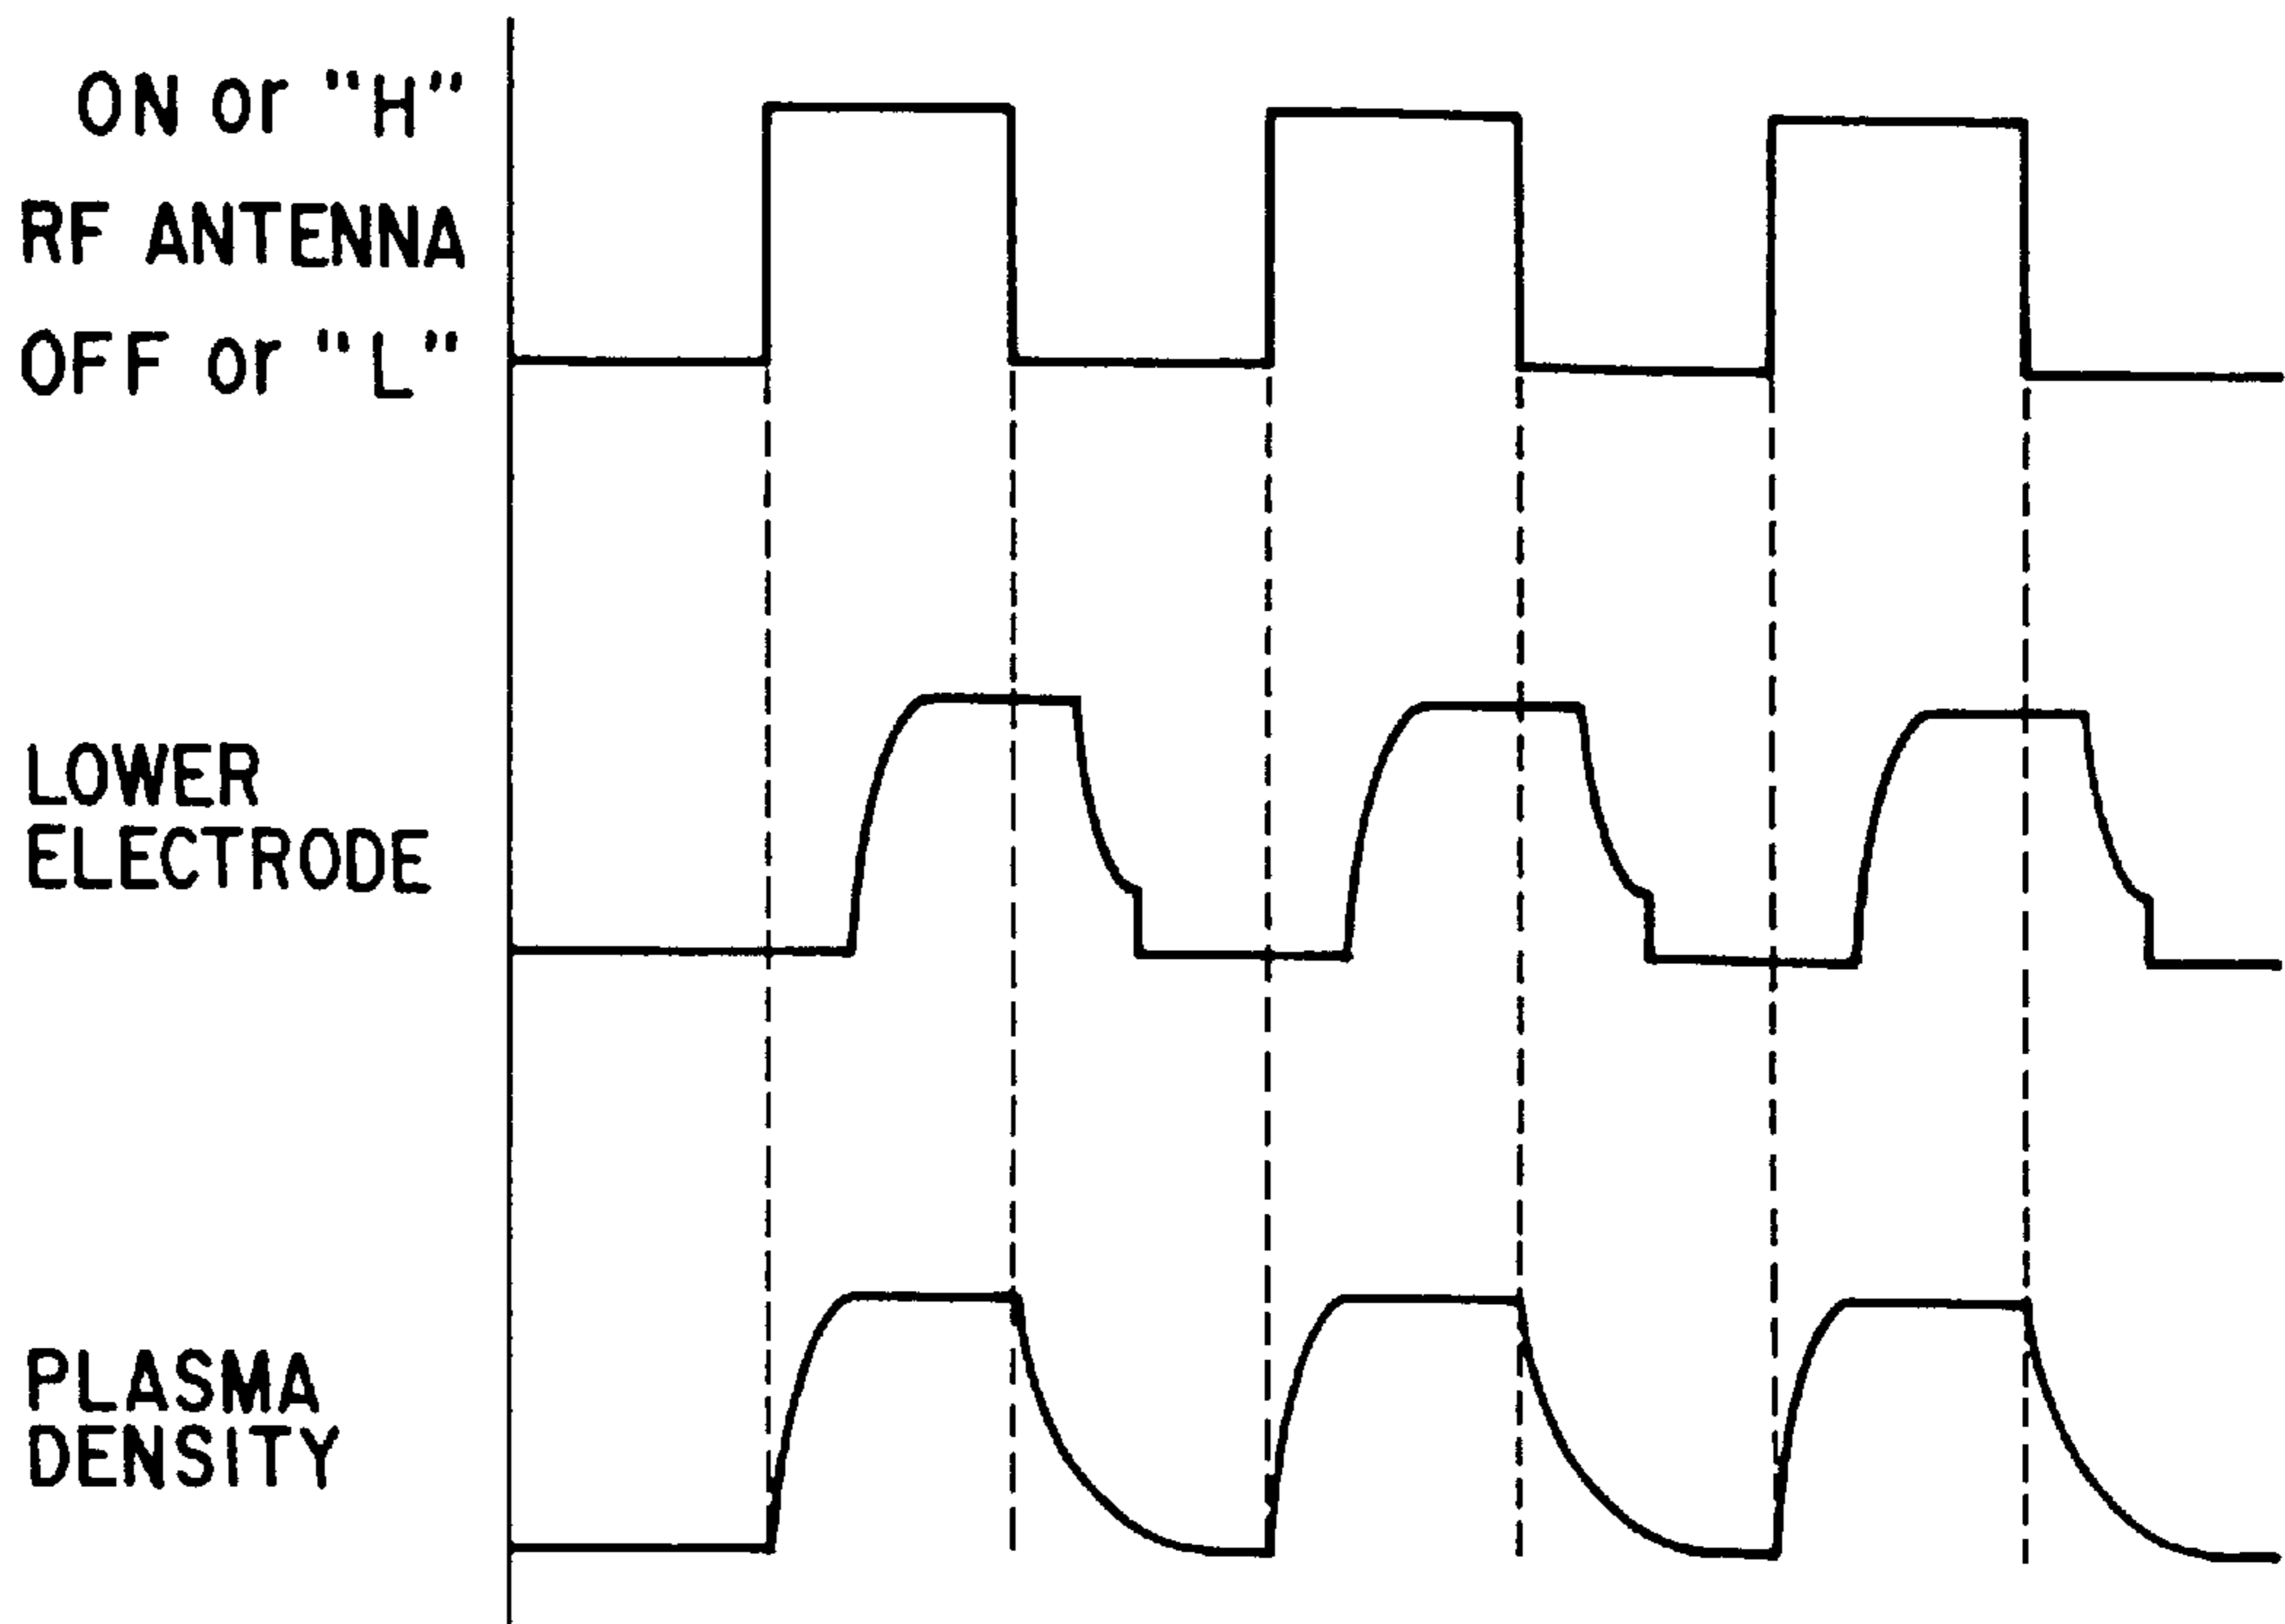 ON or "H"
RF ANTENNA
OFF or "L"
LOWER
ELECTRODE
PLASMA
DENSITY